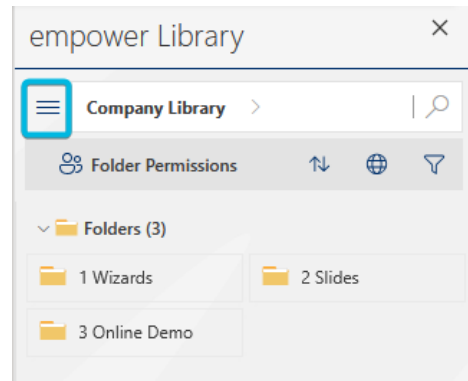 empower Library
Company Library
Folder Permissions
Folders (3)
1 Wizards
2 Slides
3 Online Demo